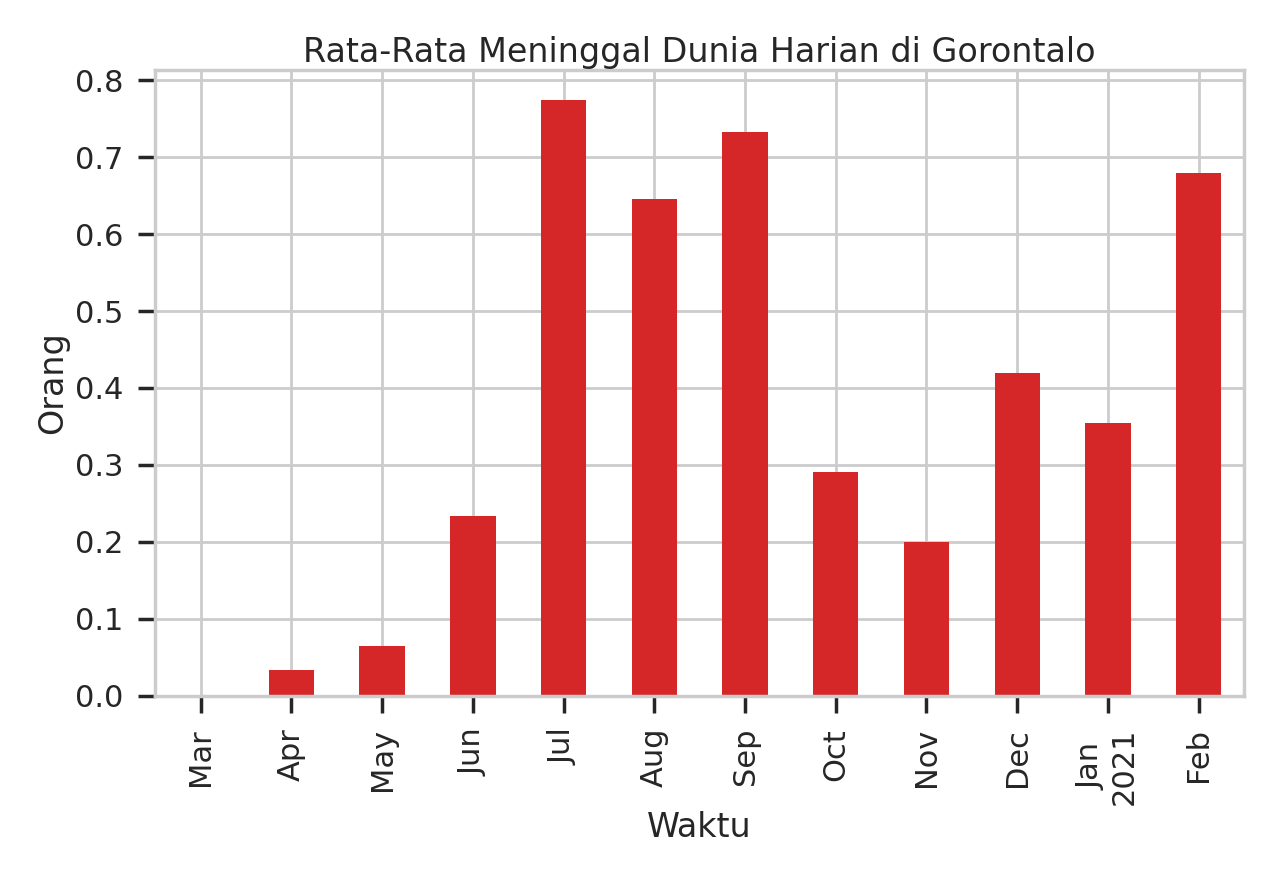 Rata-Rata Meninggal Dunia Harian di Gorontalo
0.8
0.7
0.6
0.5
0.4
0.3
0.2
0.1
0.0
Orang
Mar
Apr
May
Jun
Jul
Aug
Sep
Oct
Nov
Dec
Jan
2021
Feb
Waktu